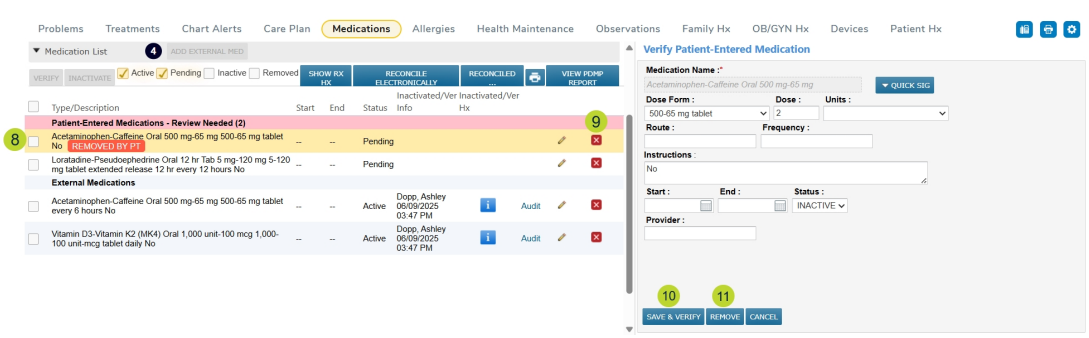 Problems Treatments Chart Alerts Care Plan Medications Allergies Health Maintenance Observations Family Hx OB/GYN Hx Devices Patient Hx
▼ Medication List 4 ADD EXTERNAL MED
VERIFY INACTIVATE Active Pending Inactive Removed SHOW RX HX RECONCILE ELECTRONICALLY RECONCILED ... VIEW PDMP REPORT
Inactivated/Ver Inactivated/Ver
Type/Description Start End Status Info Hx
Patient-Entered Medications - Review Needed (2)
9
8
Acetaminophen-Caffeine Oral 500 mg-65 mg 500-65 mg tablet
No REMOVED BY PT -- -- Pending
Loratadine-Pseudoephedrine Oral 12 hr Tab 5 mg-120 mg 5-120
mg tablet extended release 12 hr every 12 hours No -- -- Pending
External Medications
Acetaminophen-Caffeine Oral 500 mg-65 mg 500-65 mg tablet
every 6 hours No -- -- Active
Dopp, Ashley
06/09/2025
03:47 PM
i Audit
Vitamin D3-Vitamin K2 (MK4) Oral 1,000 unit-100 mcg 1,000-
100 unit-mcg tablet daily No -- -- Active
Dopp, Ashley
06/09/2025
03:47 PM
i Audit
Verify Patient-Entered Medication
Medication Name :*
Acetaminophen-Caffeine Oral 500 mg-65 mg ▼ QUICK SIG
Dose Form : Dose : Units :
500-65 mg tablet 2
Route : Frequency :
Instructions :
No
Start : End : Status :
INACTIVE
Provider :
10 11
SAVE & VERIFY REMOVE CANCEL